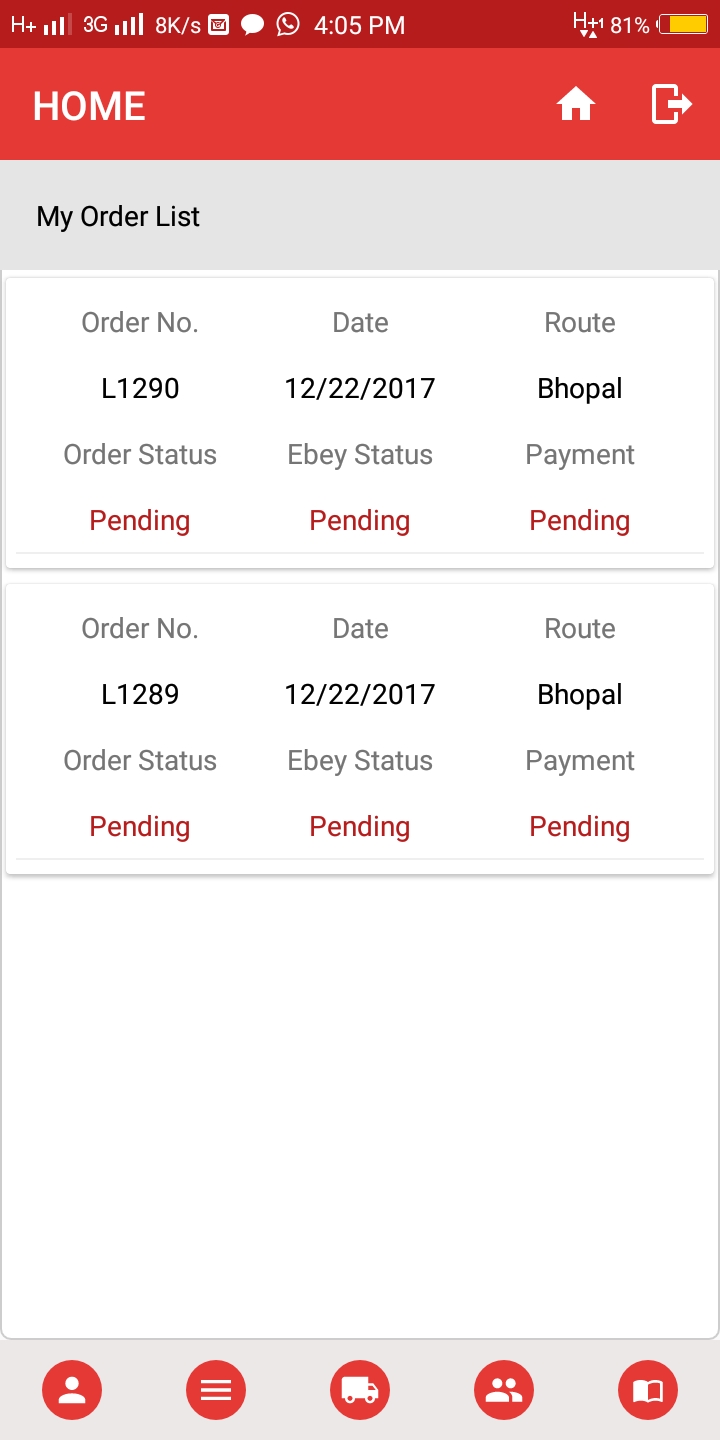 H+ 3G 8K/s 4:05 PM H+1 81%
HOME
My Order List
Order No. Date Route
L1290 12/22/2017 Bhopal
Order Status Ebey Status Payment
Pending Pending Pending
Order No. Date Route
L1289 12/22/2017 Bhopal
Order Status Ebey Status Payment
Pending Pending Pending